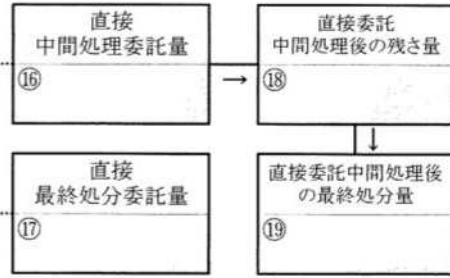 直接
中間処理委託量
⑯
→
直接委託
中間処理後の残さ量
⑱
↓
直接
最終処分委託量
⑰
直接委託中間処理後
の最終処分量
⑲